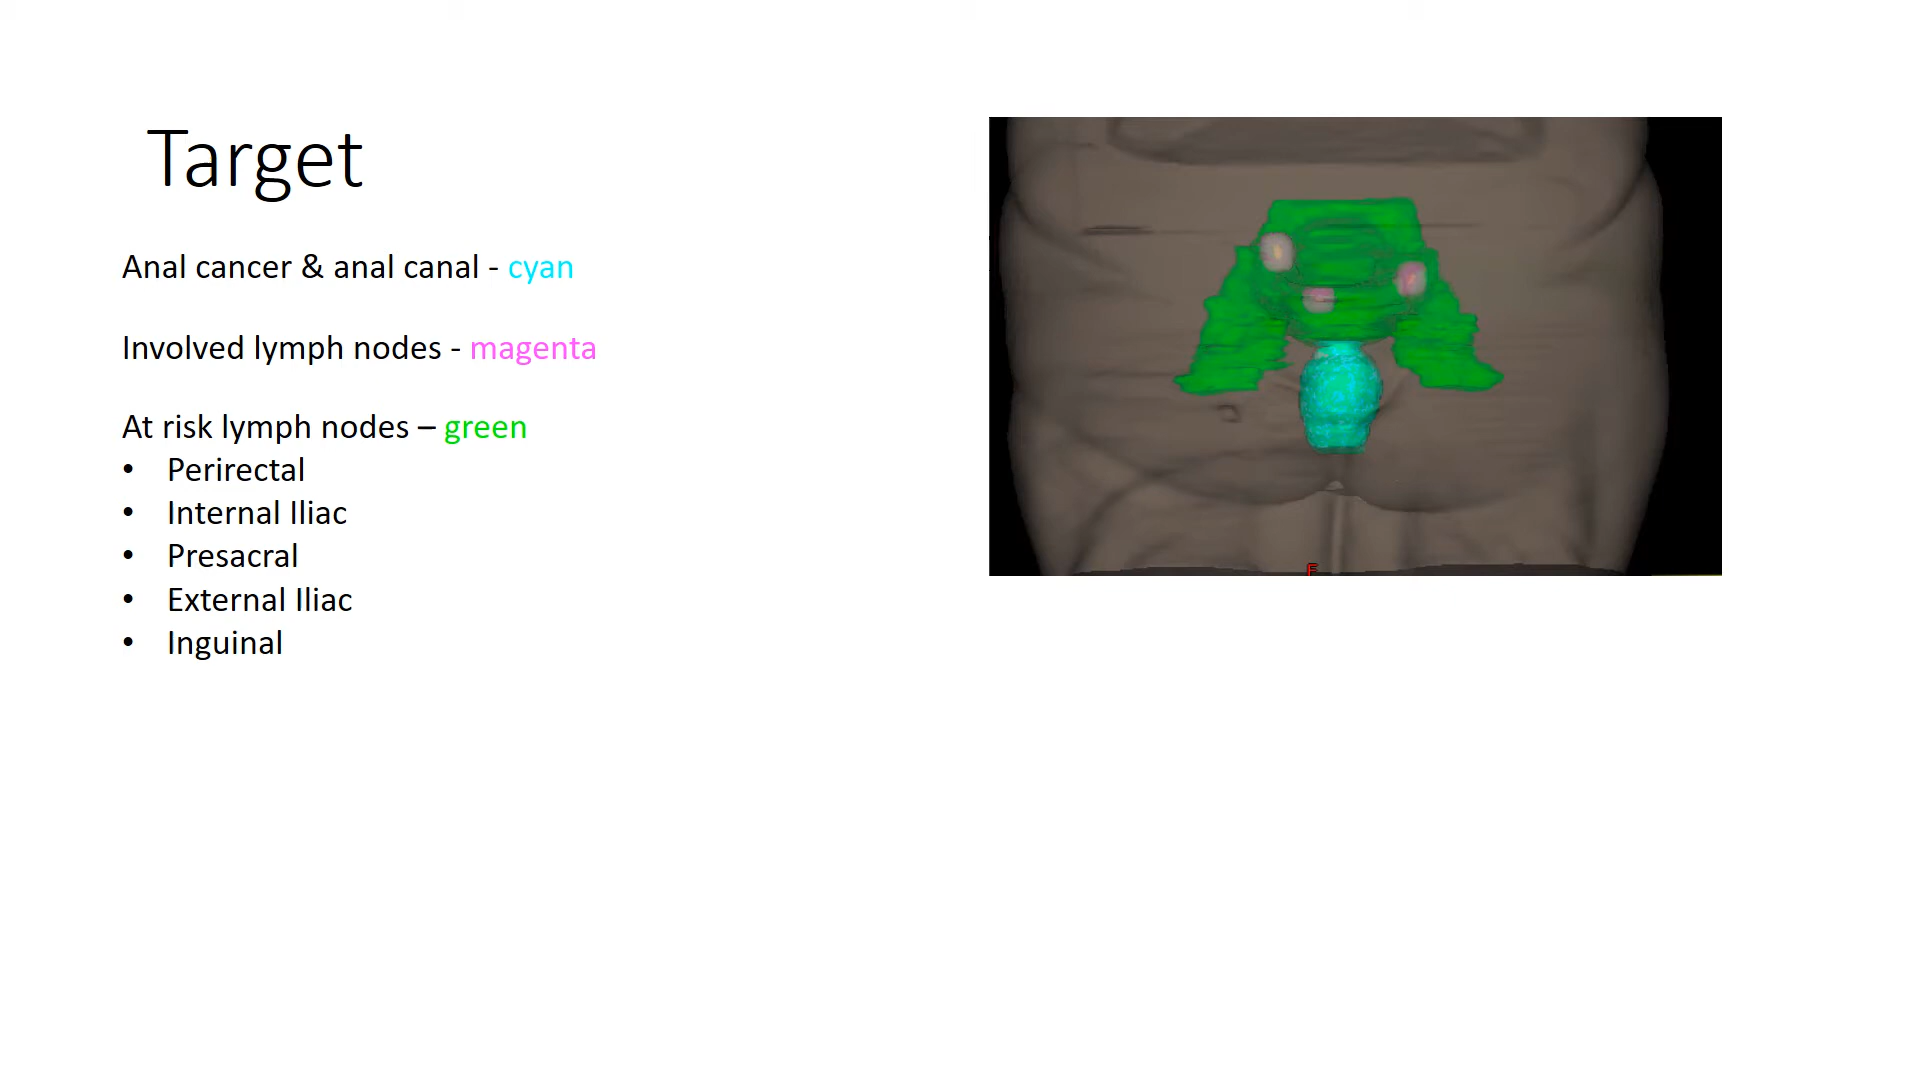 Target
Anal cancer & anal canal - cyan
Involved lymph nodes - magenta
At risk lymph nodes – green
• Perirectal
• Internal Iliac
• Presacral
• External Iliac
• Inguinal
F